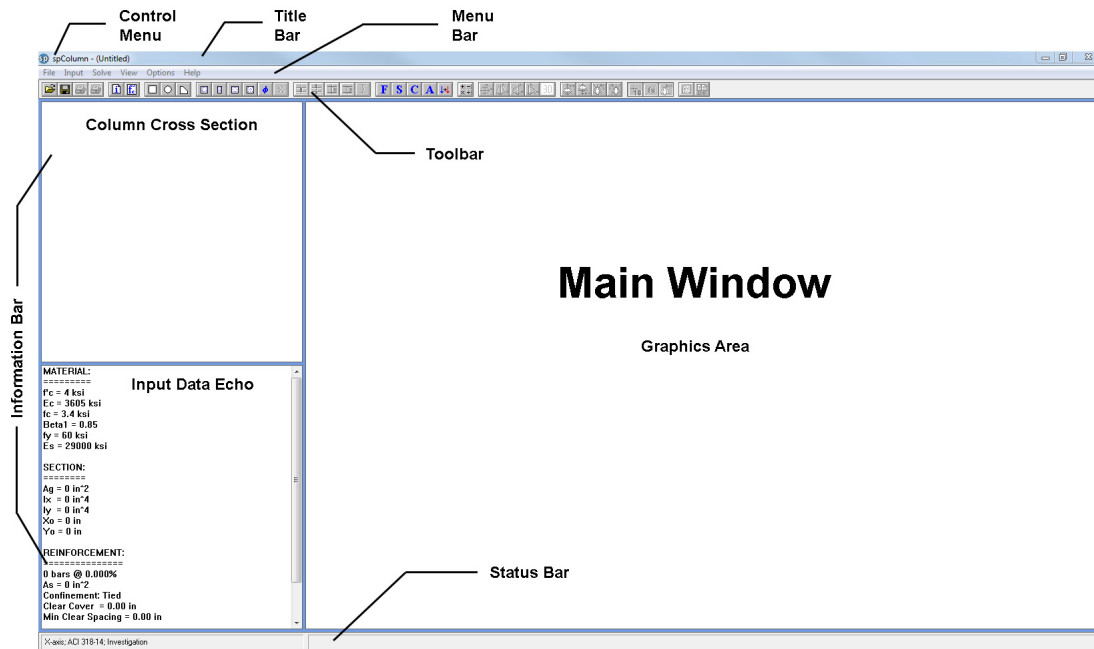 Control
Menu
Title
Bar
Menu
Bar
spColumn - (Untitled)
File Input Solve View Options Help
F S C A
Toolbar
Column Cross Section
Main Window
Graphics Area
Information Bar
Input Data Echo
MATERIAL:
=========
f'c = 4 ksi
Ec = 3605 ksi
fc = 3.4 ksi
Beta1 = 0.85
fy = 60 ksi
Es = 29000 ksi
SECTION:
========
Ag = 0 in^2
Ix = 0 in^4
Iy = 0 in^4
Xo = 0 in
Yo = 0 in
REINFORCEMENT:
==============
0 bars @ 0.000%
As = 0 in^2
Confinement: Tied
Clear Cover = 0.00 in
Min Clear Spacing = 0.00 in
Status Bar
X-axis; ACI 318-14; Investigation